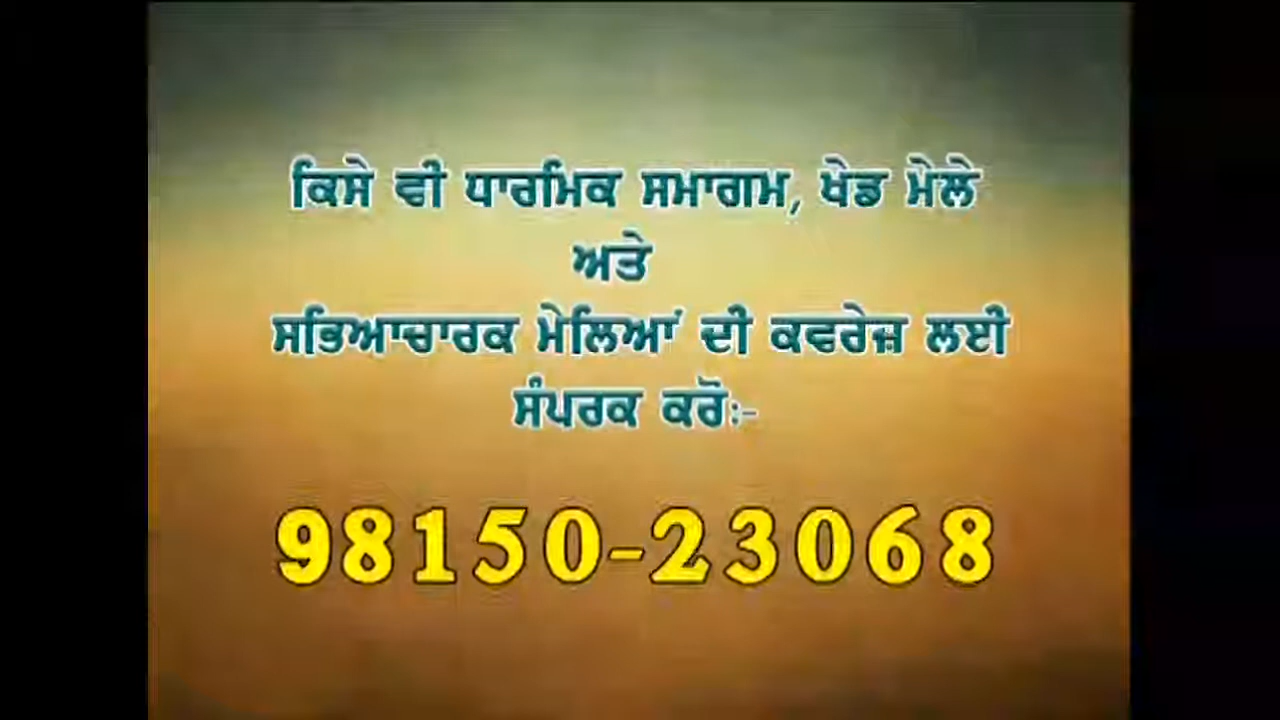 ਕਿਸੇ ਵੀ ਧਾਰਮਿਕ ਸਮਾਗਮ, ਖੇਡ ਮੇਲੇ
ਅਤੇ
ਸਭਿਆਚਾਰਕ ਮੇਲਿਆਂ ਦੀ ਕਵਰੇਜ਼ ਲਈ
ਸੰਪਰਕ ਕਰੋ:-
98150-23068